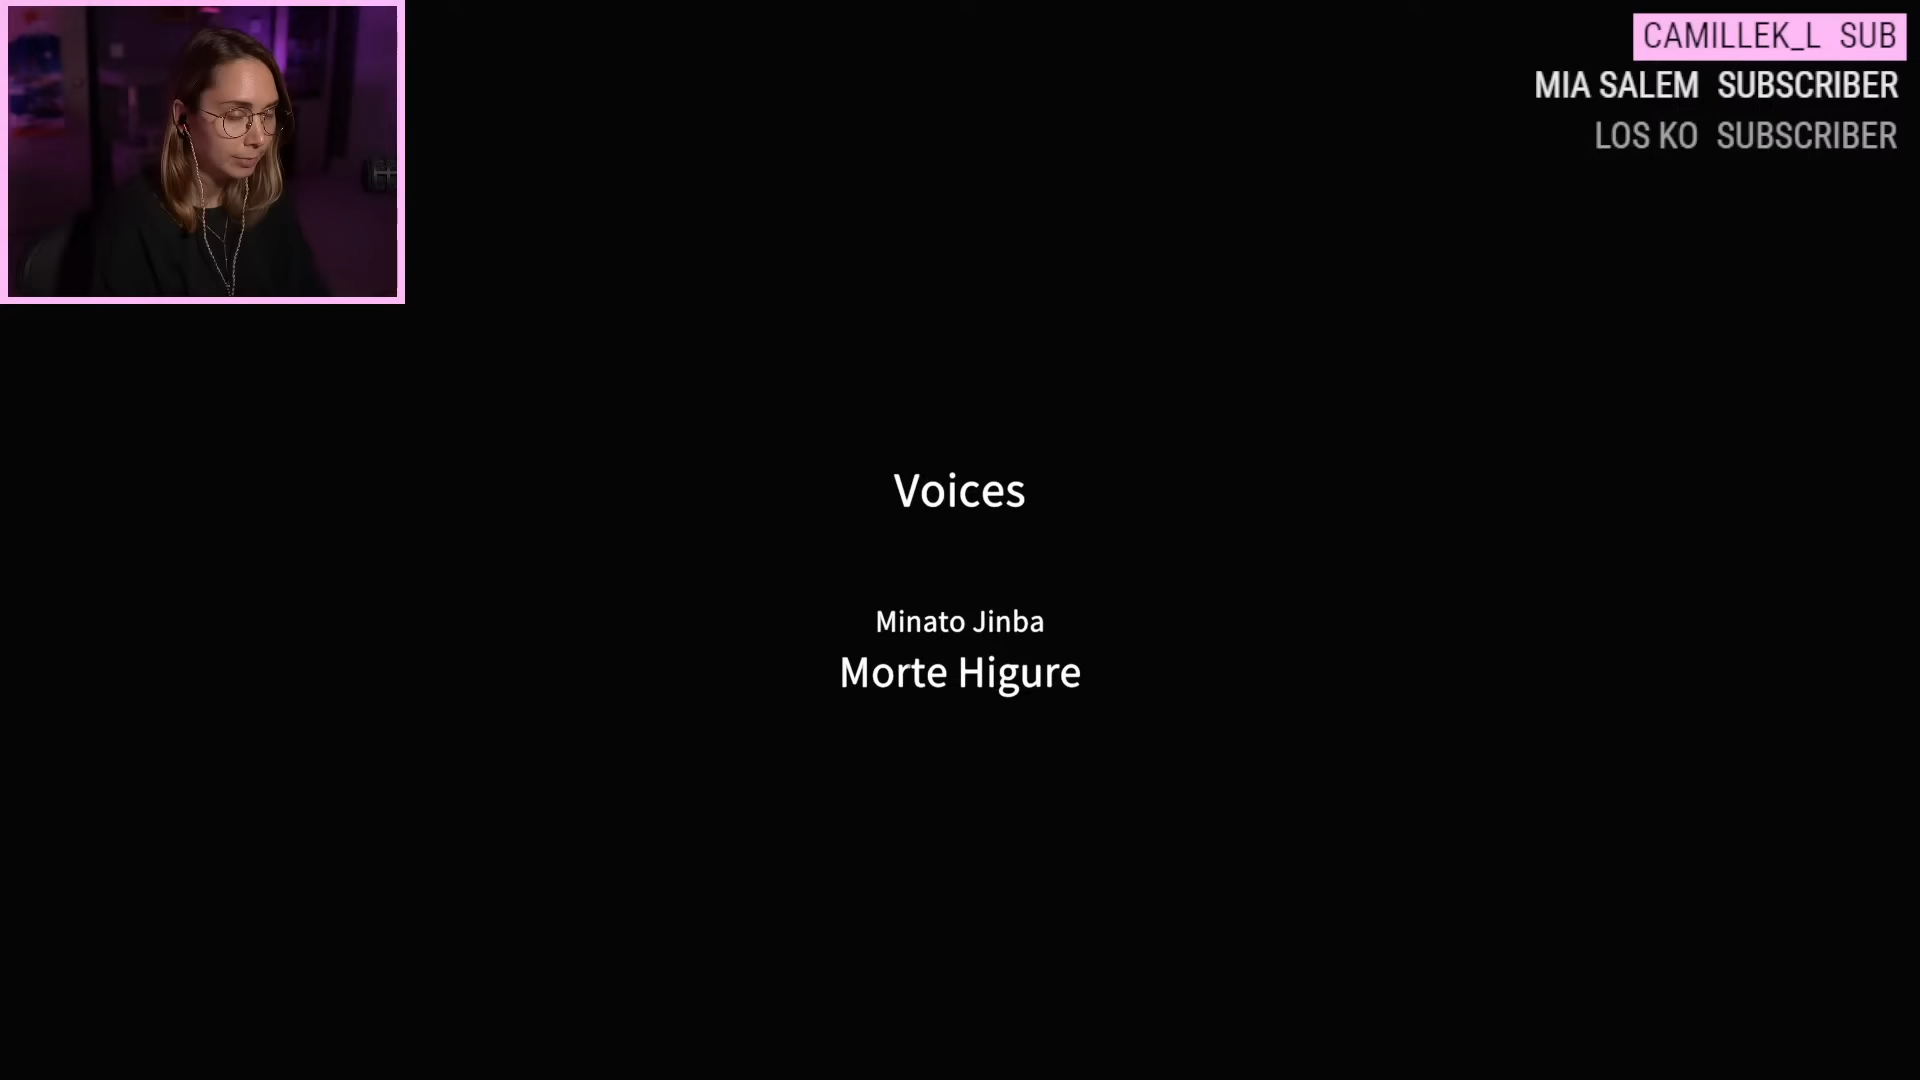 CAMILLEK_L SUB
MIA SALEM SUBSCRIBER
LOS KO SUBSCRIBER
Voices
Minato Jinba
Morte Higure